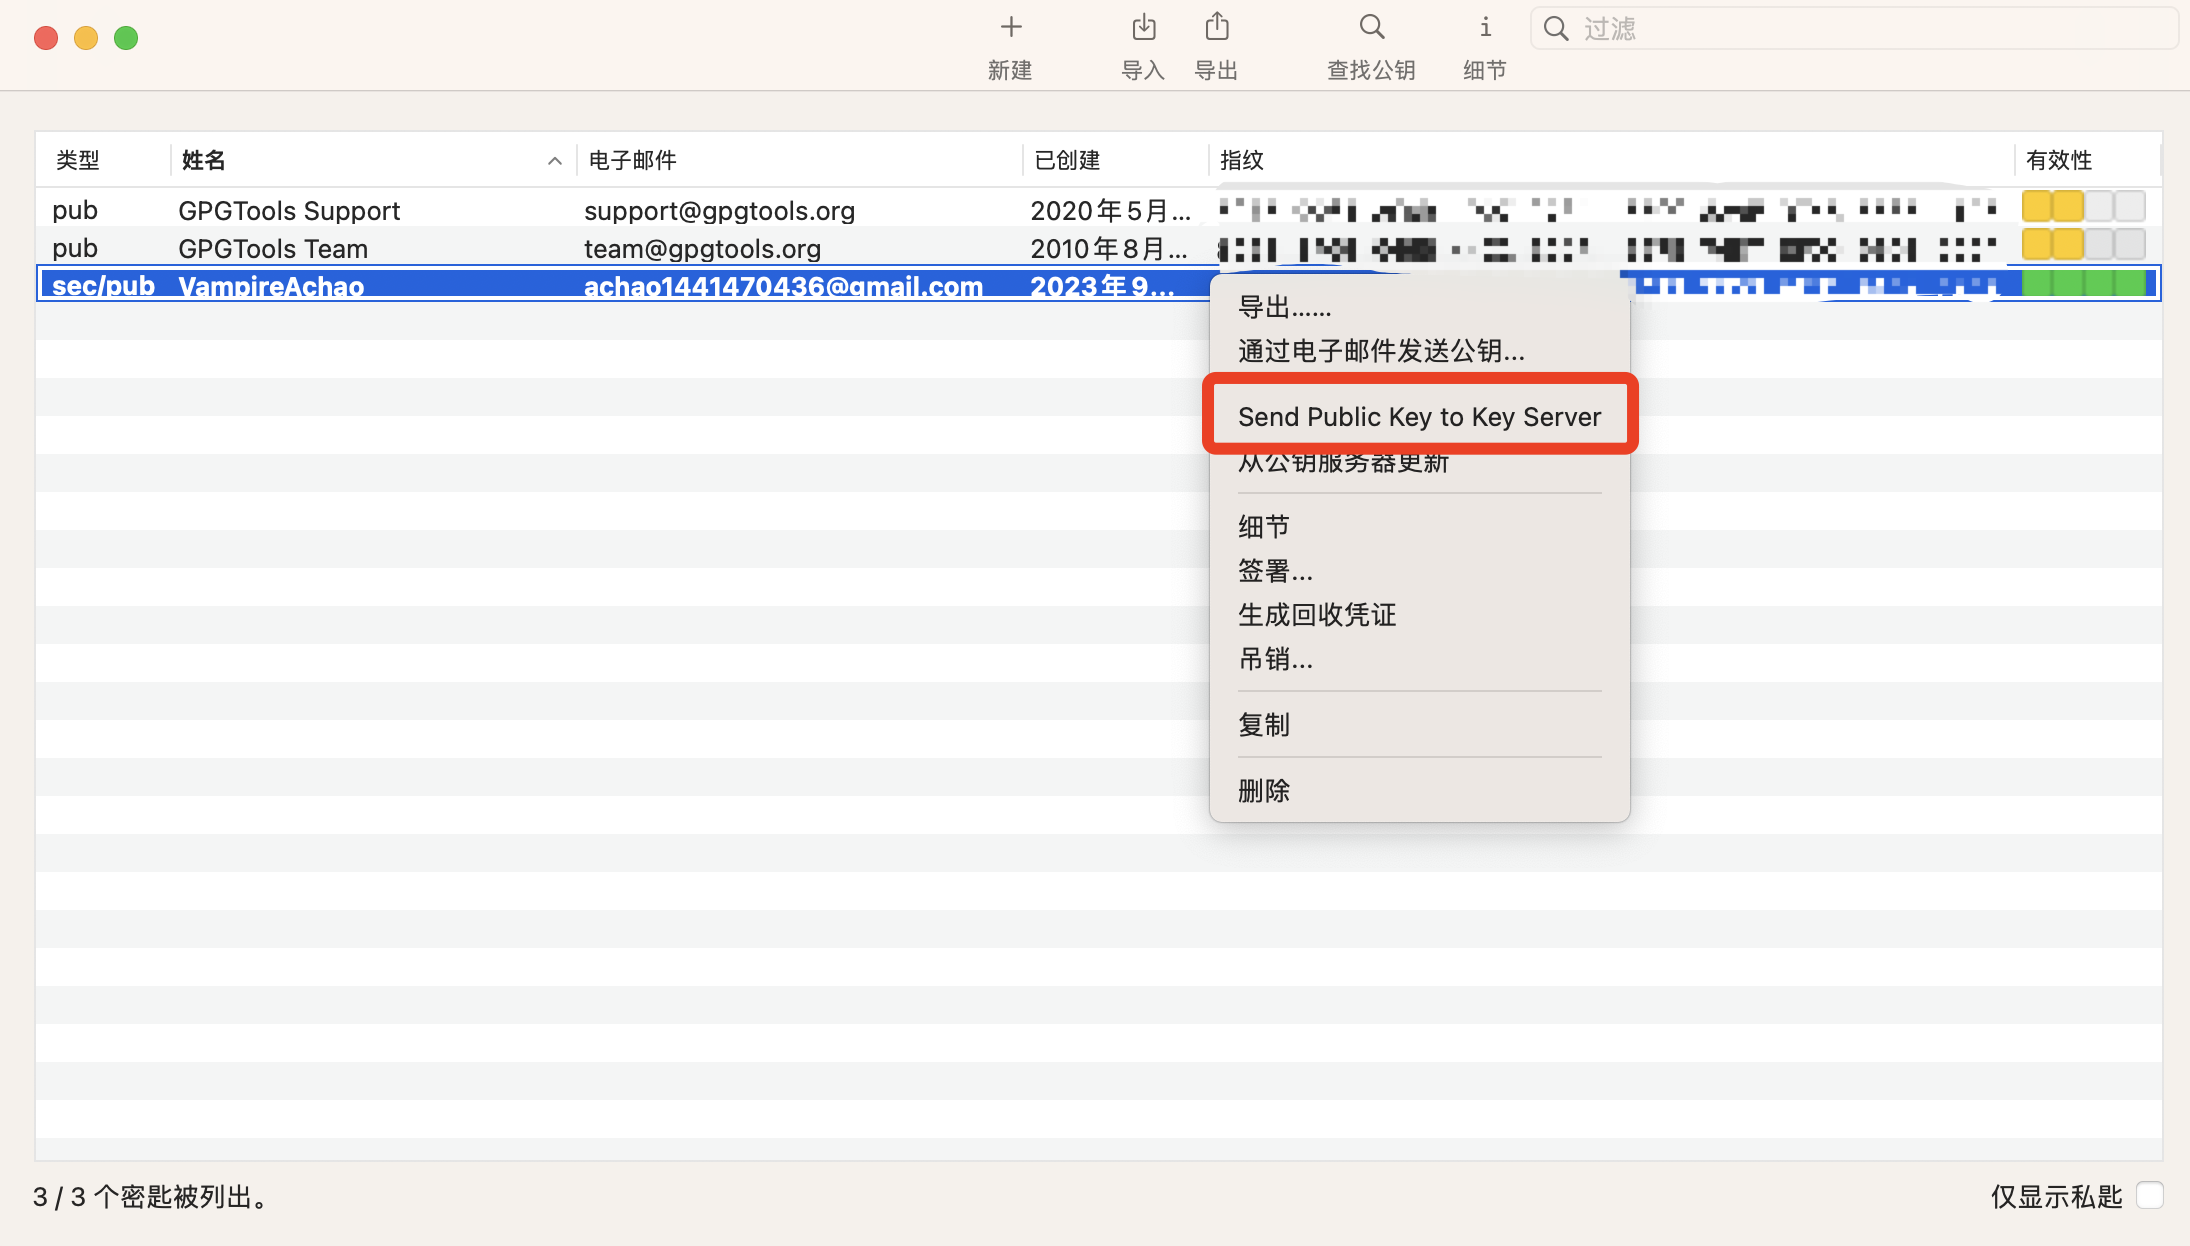 新建
导入
导出
查找公钥
i
细节
过滤
类型 姓名 电子邮件 已创建 指纹 有效性
pub GPGTools Support support@gpgtools.org 2020年5月...
pub GPGTools Team team@gpgtools.org 2010年8月...
sec/pub VampireAchao achao1441470436@gmail.com 2023年9...
导出……
通过电子邮件发送公钥...
Send Public Key to Key Server
从公钥服务器更新
细节
签署...
生成回收凭证
吊销...
复制
删除
3 / 3 个密匙被列出。
仅显示私匙